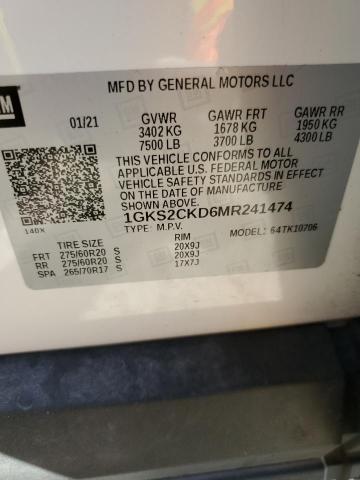 GM
MFD BY GENERAL MOTORS LLC
01/21 GVWR GAWR FRT GAWR RR
3402 KG 1678 KG 1950 KG
7500 LB 3700 LB 4300 LB
THIS VEHICLE CONFORMS TO ALL
APPLICABLE U.S. FEDERAL MOTOR
VEHICLE SAFETY STANDARDS IN
EFFECT ON THE DATE OF MANUFACTURE
SHOWN ABOVE.
1GKS2CKD6MR241474
TYPE: M.P.V. MODEL: 64TK10706
140X
TIRE SIZE RIM
FRT 275/60R20 S 20X9J
RR 275/60R20 S 20X9J
SPA 265/70R17 S 17X7J